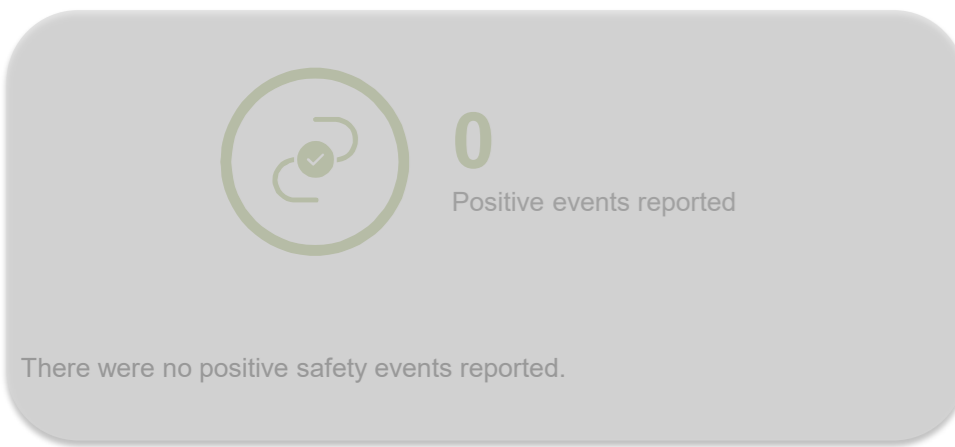 0
Positive events reported
There were no positive safety events reported.